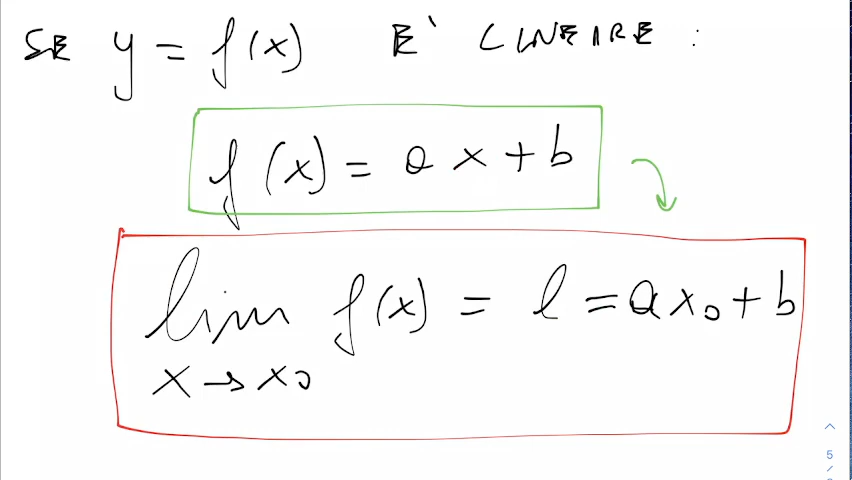 SE y = f(x) E' LINEARE :
f(x) = ax + b
lim f(x) = l = ax₀ + b
x → x₀
5
/